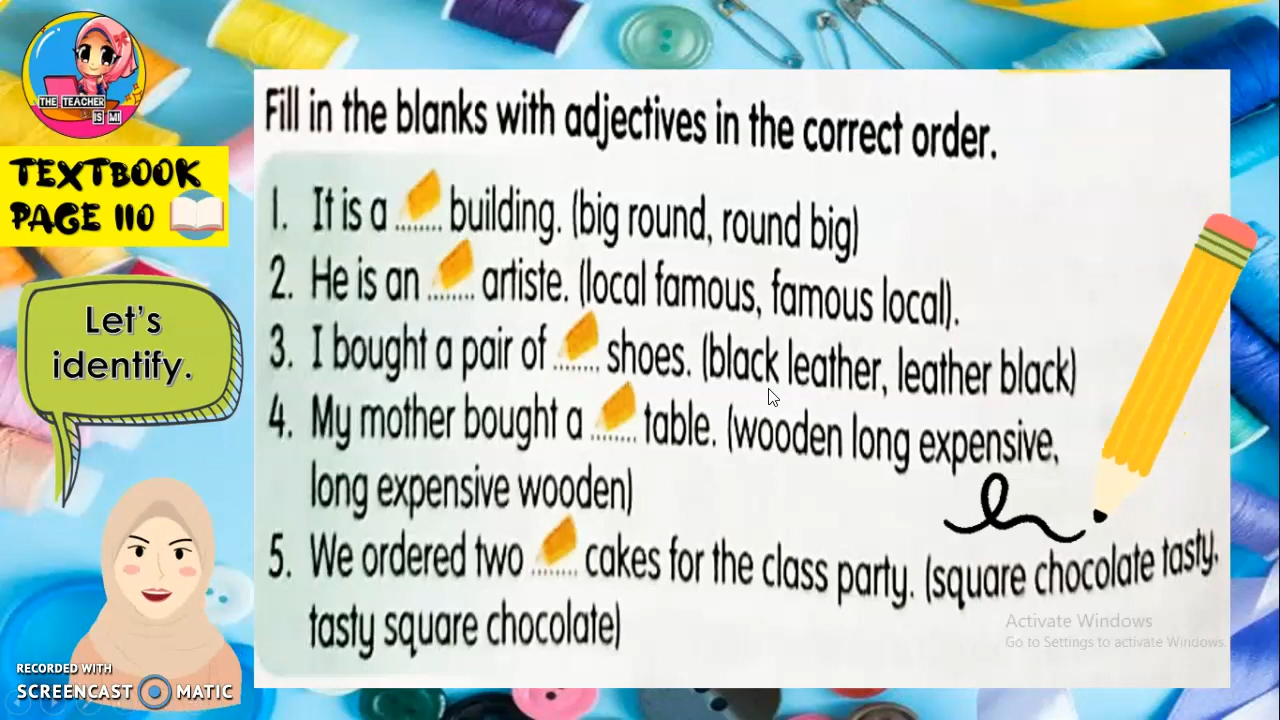 THE TEACHER
IS MI
TEXTBOOK
PAGE 110
Let's
identify.
Fill in the blanks with adjectives in the correct order.
1. It is a ........ building. (big round, round big)
2. He is an ........ artiste. (local famous, famous local).
3. I bought a pair of ........ shoes. (black leather, leather black)
4. My mother bought a ........ table. (wooden long expensive,
long expensive wooden)
5. We ordered two ........ cakes for the class party. (square chocolate tasty,
tasty square chocolate)
Activate Windows
Go to Settings to activate Windows.
RECORDED WITH
SCREENCAST MATIC